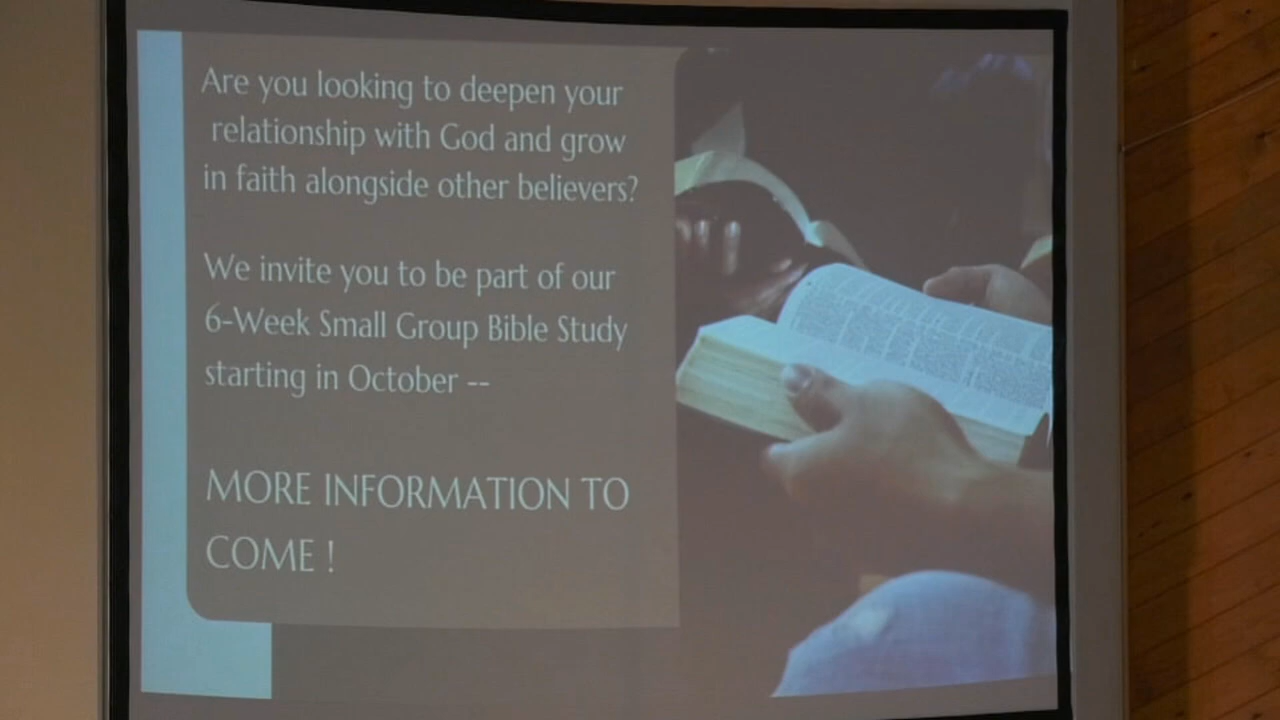 Are you looking to deepen your
relationship with God and grow
in faith alongside other believers?
We invite you to be part of our
6-Week Small Group Bible Study
starting in October --
MORE INFORMATION TO
COME !